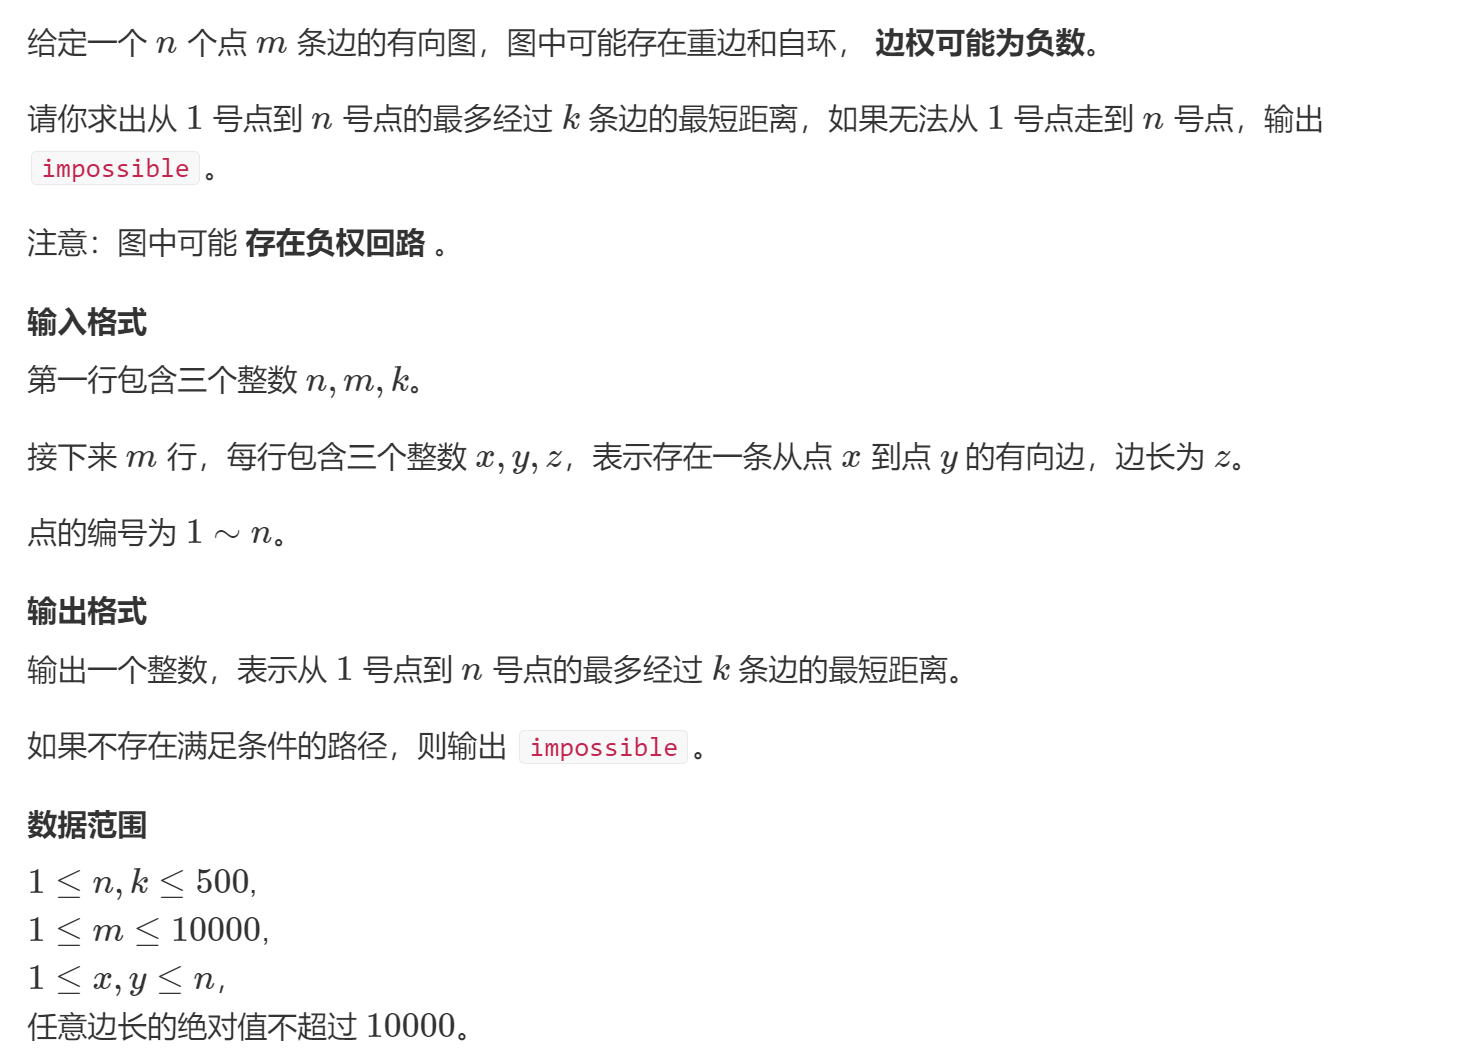 给定一个 n 个点 m 条边的有向图，图中可能存在重边和自环， 边权可能为负数。
请你求出从 1 号点到 n 号点的最多经过 k 条边的最短距离，如果无法从 1 号点走到 n 号点，输出
impossible 。
注意：图中可能 存在负权回路 。
输入格式
第一行包含三个整数 n, m, k。
接下来 m 行，每行包含三个整数 x, y, z，表示存在一条从点 x 到点 y 的有向边，边长为 z。
点的编号为 1 ∼ n。
输出格式
输出一个整数，表示从 1 号点到 n 号点的最多经过 k 条边的最短距离。
如果不存在满足条件的路径，则输出 impossible 。
数据范围
1 ≤ n, k ≤ 500,
1 ≤ m ≤ 10000,
1 ≤ x, y ≤ n，
任意边长的绝对值不超过 10000。